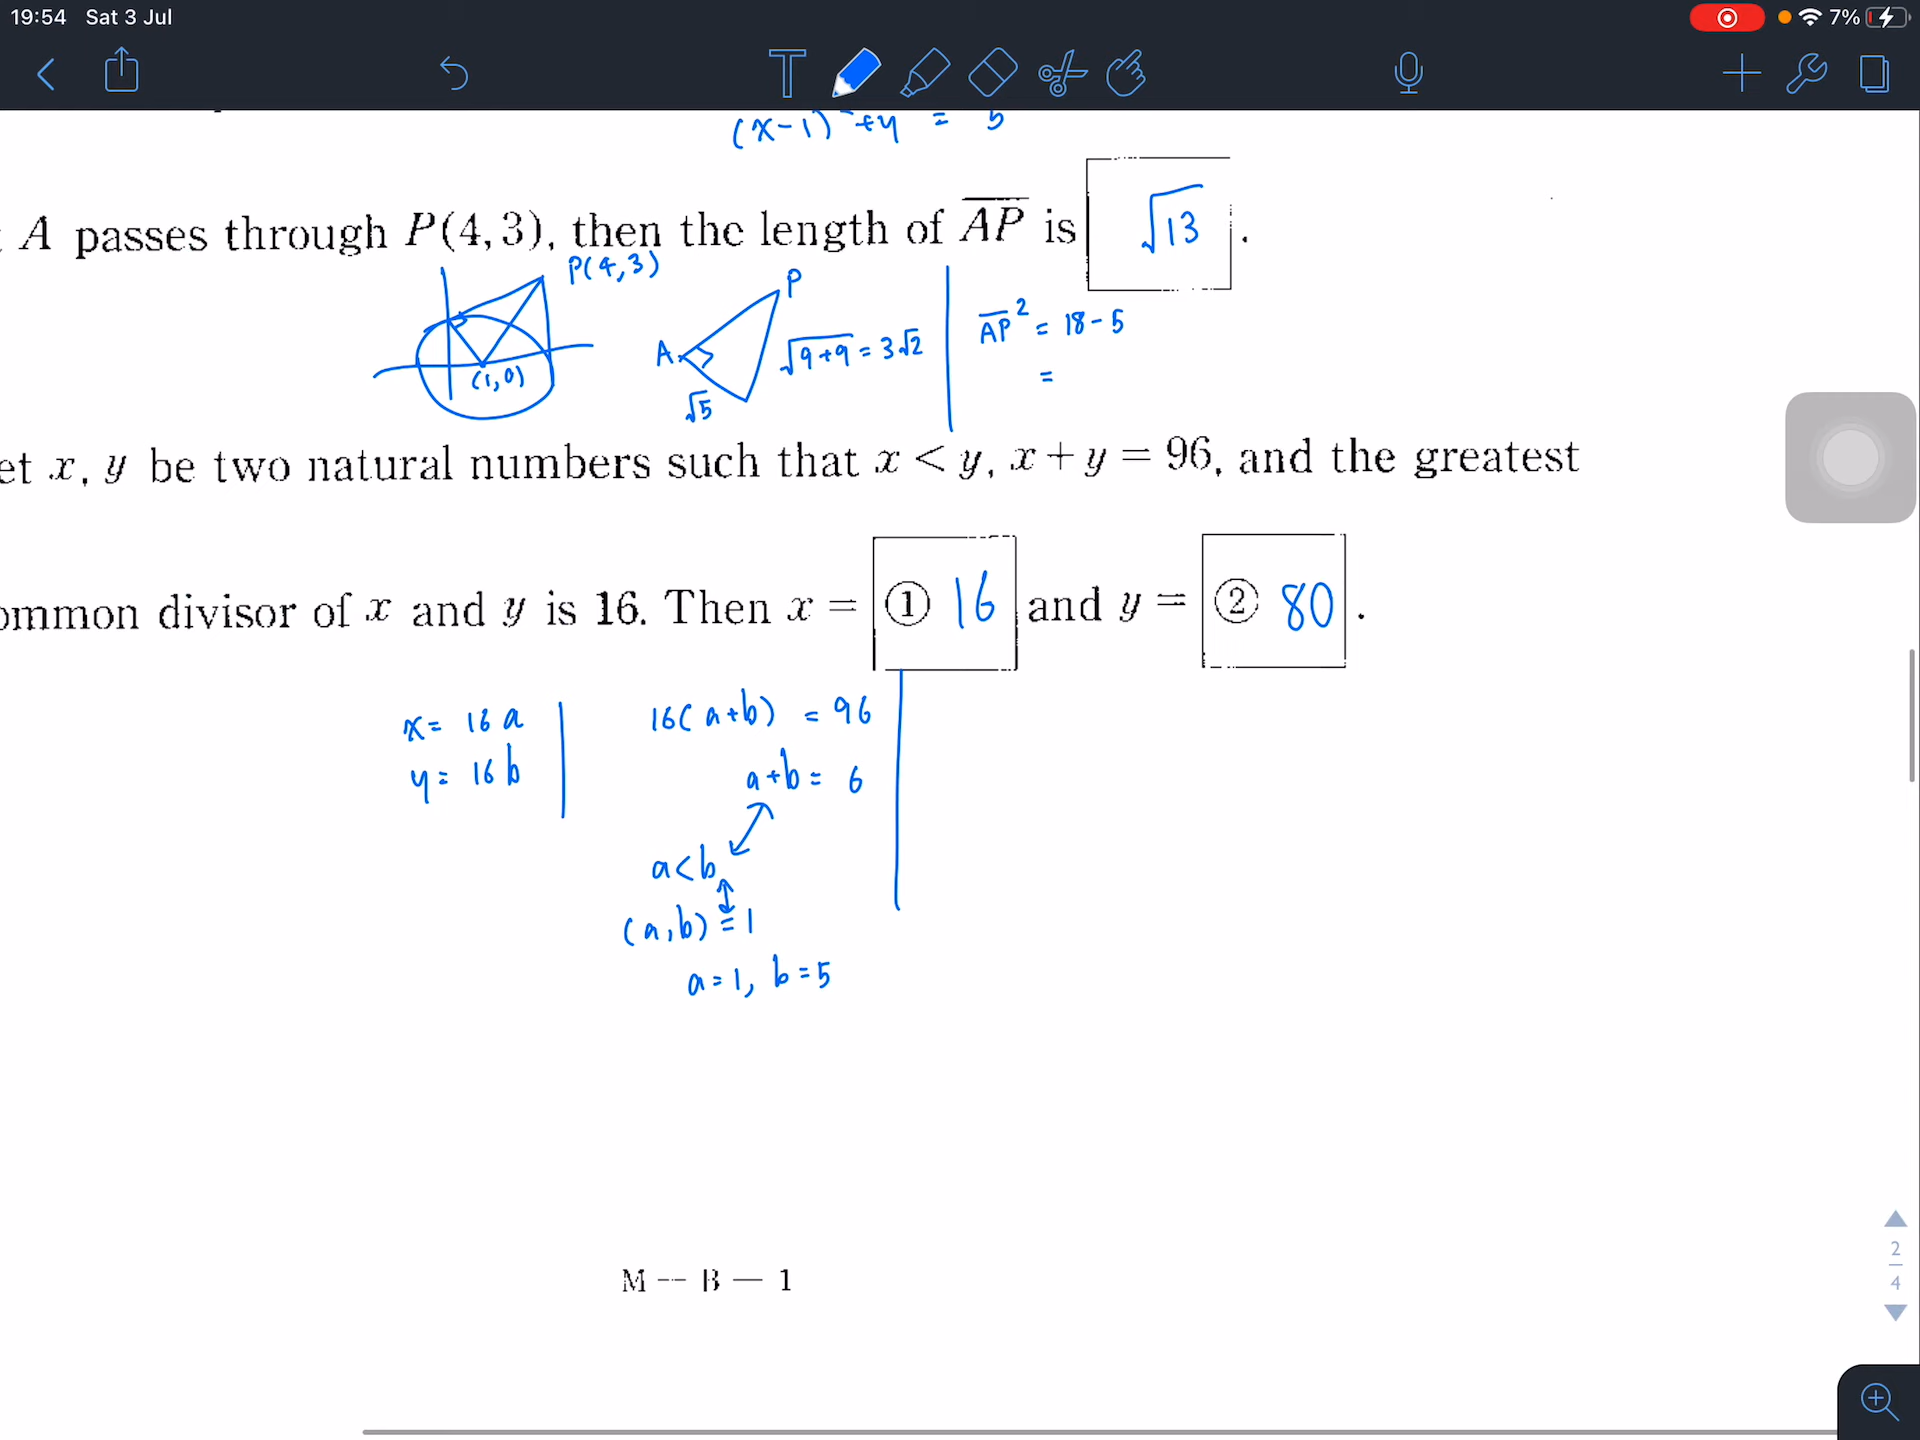 19:54 Sat 3 Jul 7%
(x-1)² + y² = 5
A passes through P(4, 3), then the length of AP is √13 .
P(4,3)
(1,0)
P
A
√9+9 = 3√2
√5
AP² = 18-5
=
et x, y be two natural numbers such that x < y, x + y = 96, and the greatest
ommon divisor of x and y is 16. Then x = ① 16 and y = ② 80 .
x = 16a
y = 16b
16(a+b) = 96
a+b = 6
a<b
(a,b) = 1
a=1, b=5
M — B — 1
2
4